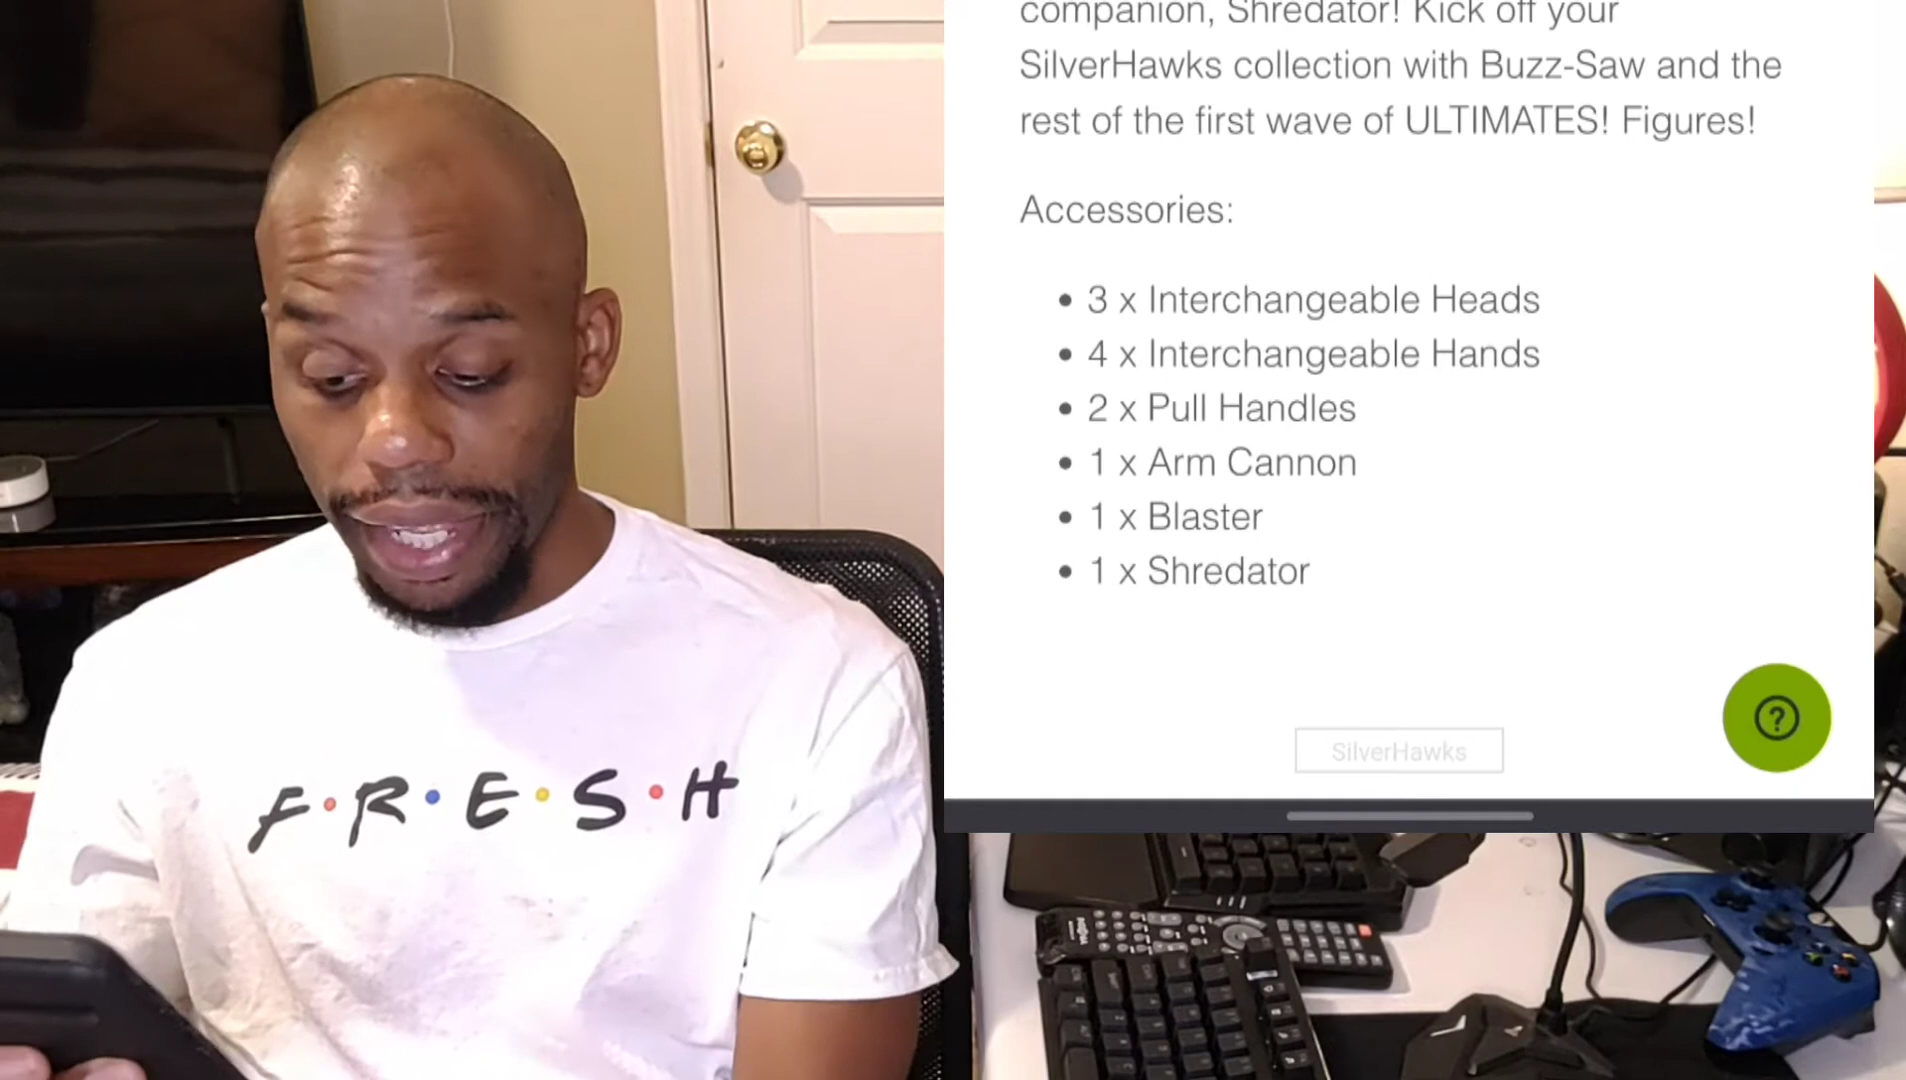 companion, Shredator! Kick off your
SilverHawks collection with Buzz-Saw and the
rest of the first wave of ULTIMATES! Figures!
Accessories:
• 3 x Interchangeable Heads
• 4 x Interchangeable Hands
• 2 x Pull Handles
• 1 x Arm Cannon
• 1 x Blaster
• 1 x Shredator
?
SilverHawks
F•R•E•S•H